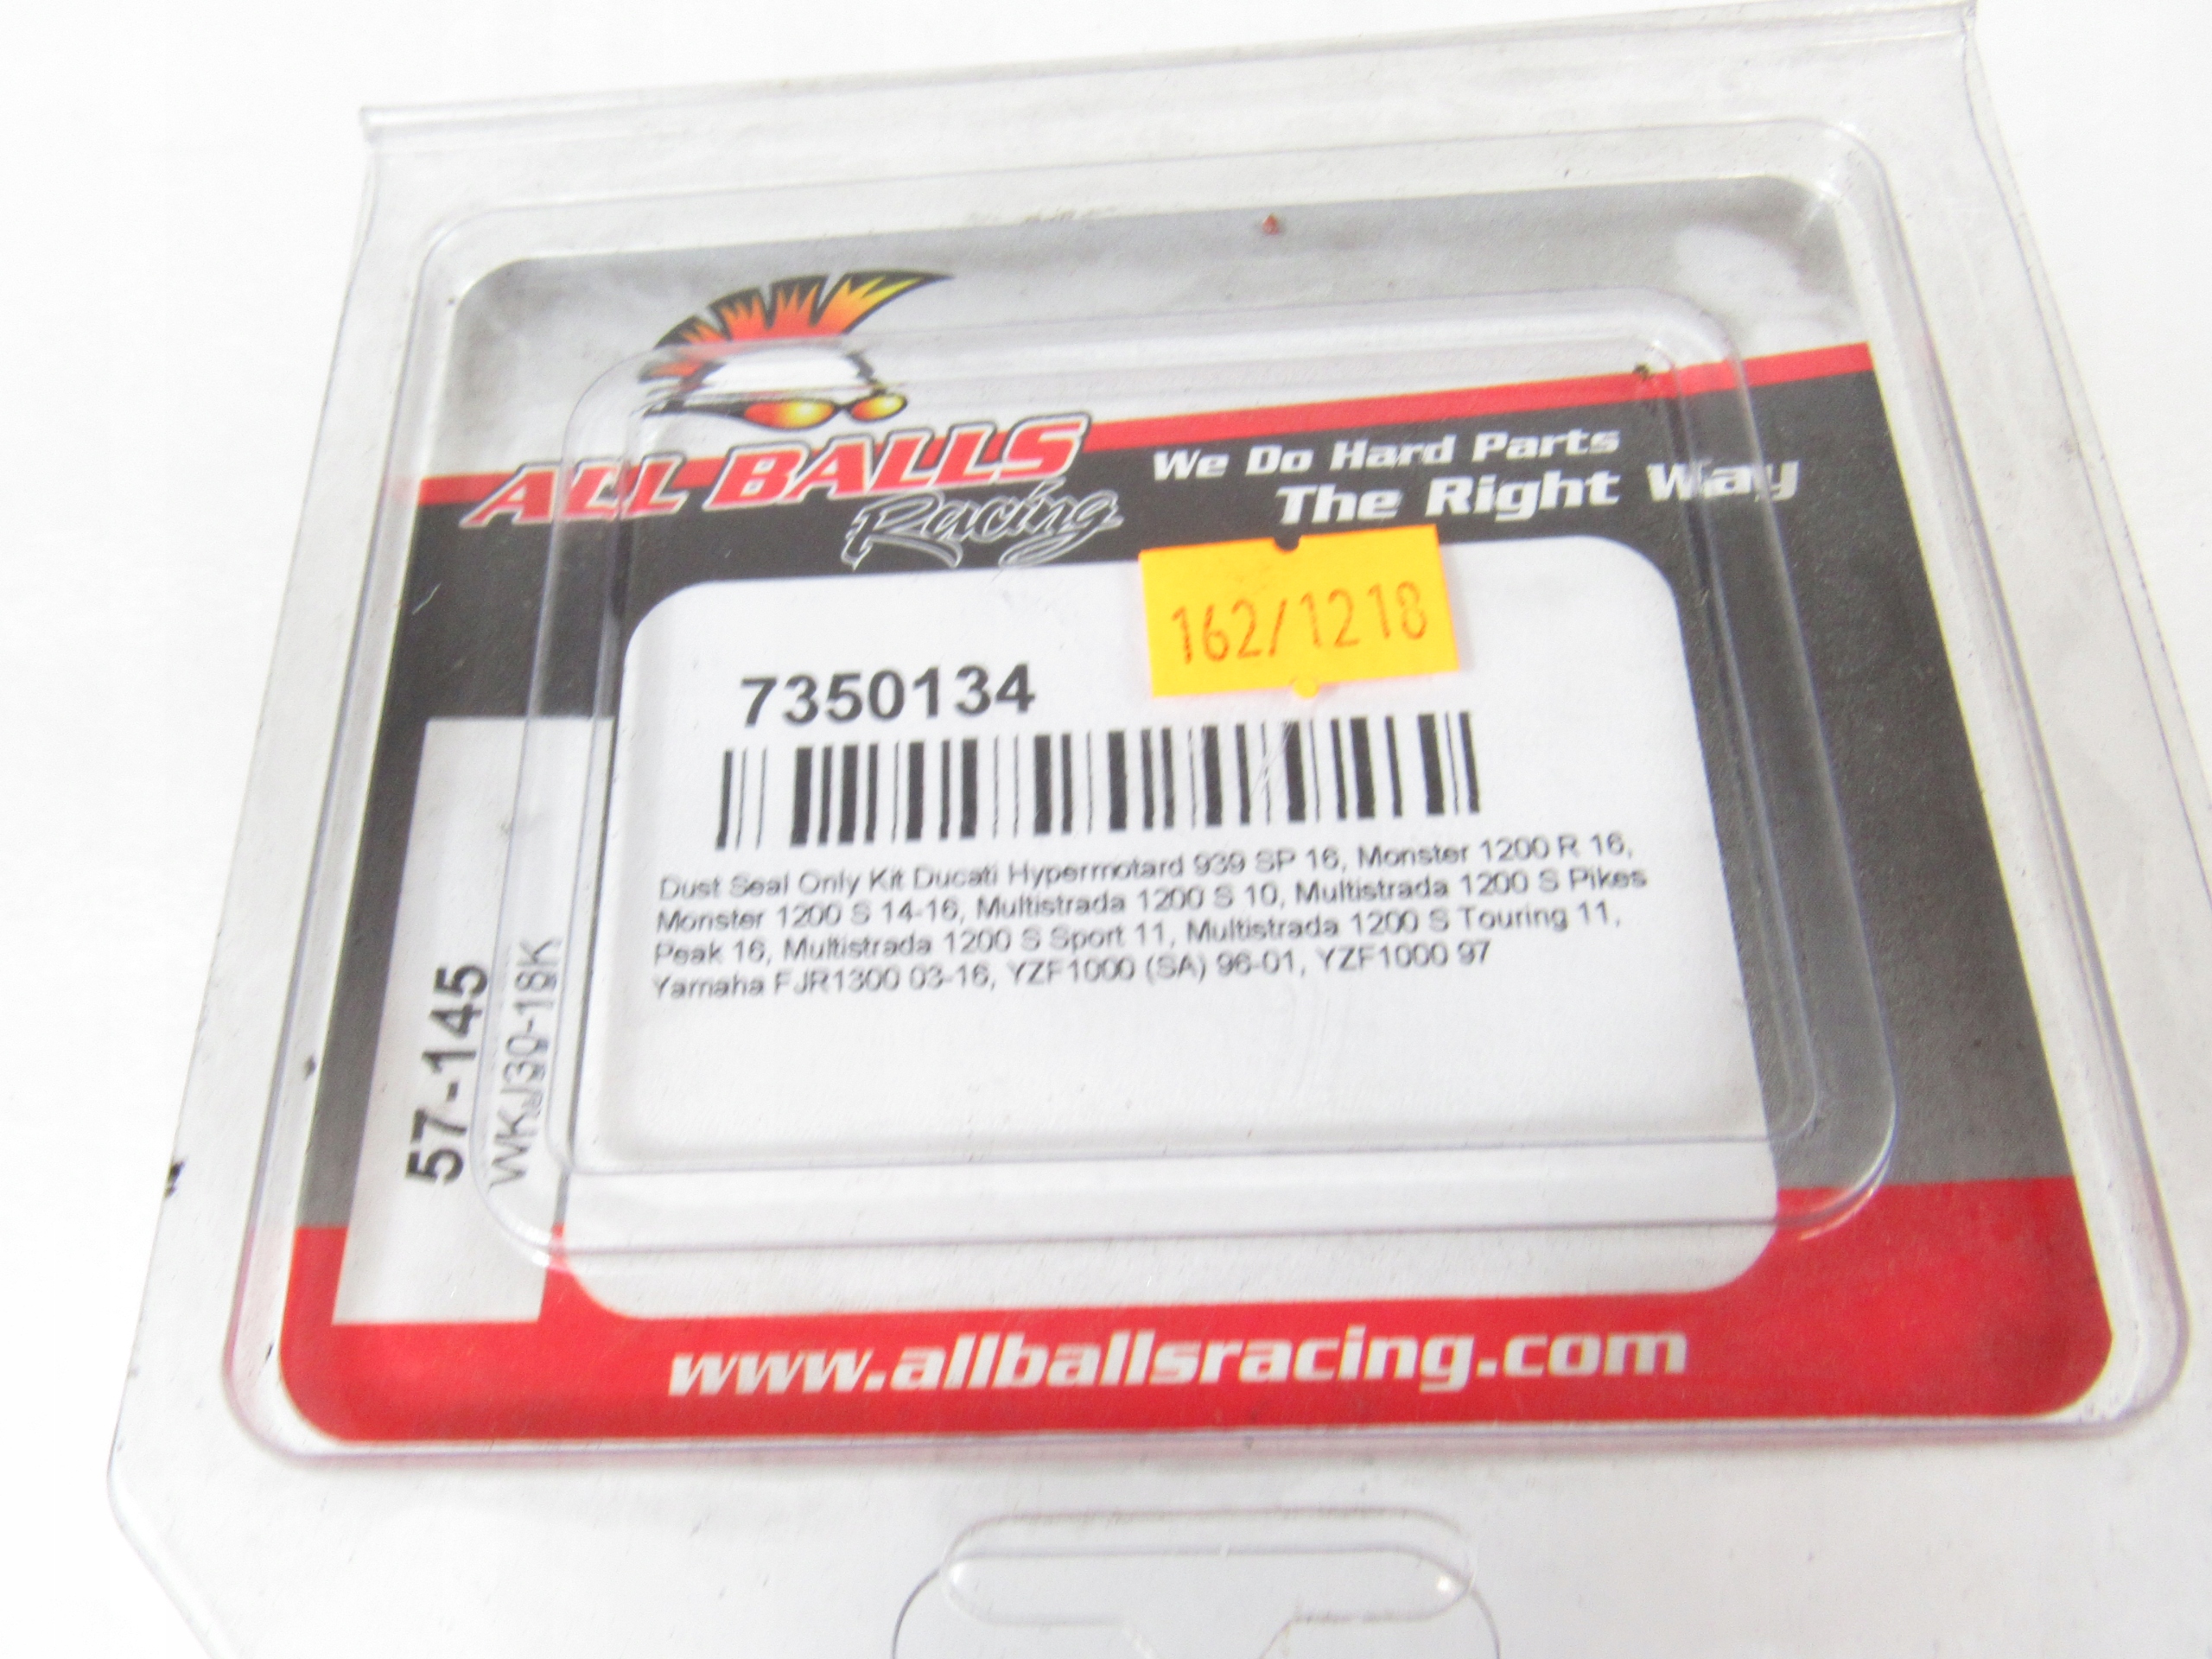 ALL BALLS
Racing
We Do Hard Parts
The Right Way
162/1218
7350134
Dust Seal Only Kit Ducati Hypermotard 939 SP 16, Monster 1200 R 16,
Monster 1200 S 14-16, Multistrada 1200 S 10, Multistrada 1200 S Pikes
Peak 16, Multistrada 1200 S Sport 11, Multistrada 1200 S Touring 11,
Yamaha FJR1300 03-16, YZF1000 (SA) 96-01, YZF1000 97
57-145
www.allballsracing.com